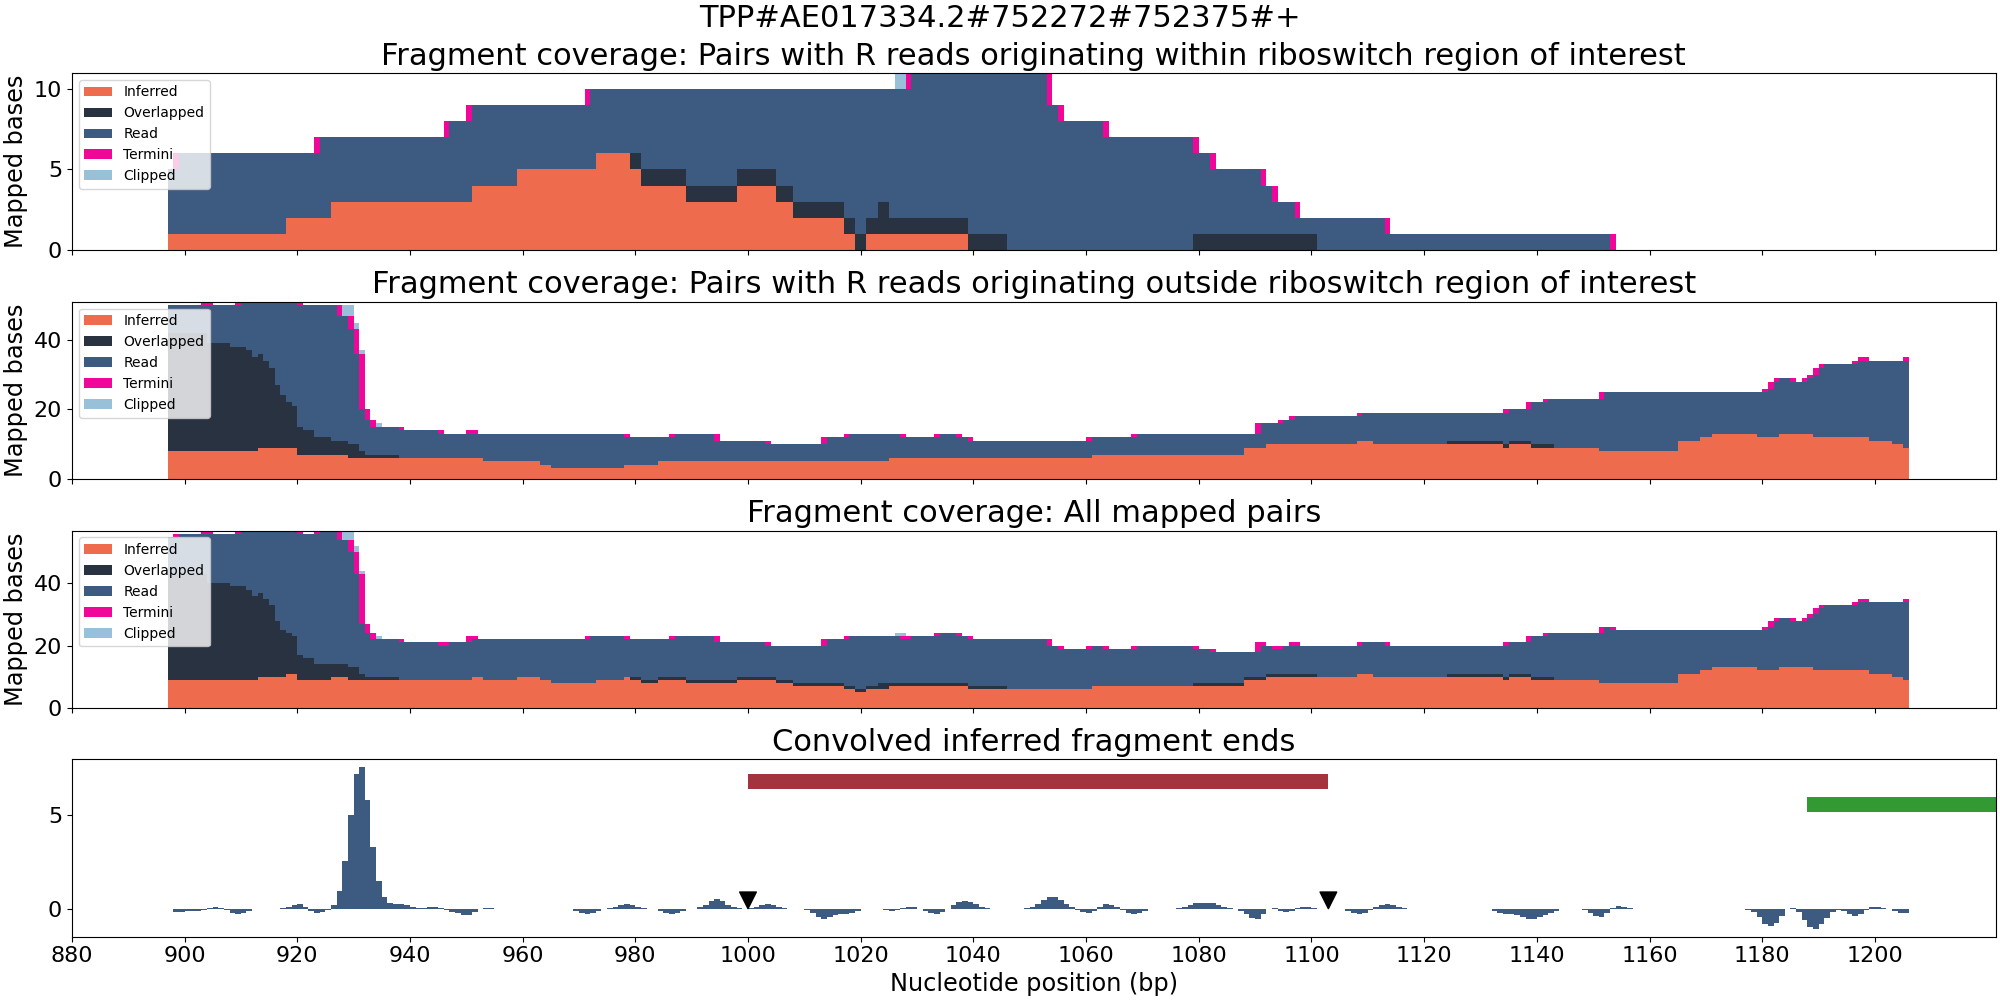 TPP#AE017334.2#752272#752375#+
Fragment coverage: Pairs with R reads originating within riboswitch region of interest
Mapped bases
10
5
0
Inferred
Overlapped
Read
Termini
Clipped
Fragment coverage: Pairs with R reads originating outside riboswitch region of interest
Mapped bases
40
20
0
Inferred
Overlapped
Read
Termini
Clipped
Fragment coverage: All mapped pairs
Mapped bases
40
20
0
Inferred
Overlapped
Read
Termini
Clipped
Convolved inferred fragment ends
5
0
880 900 920 940 960 980 1000 1020 1040 1060 1080 1100 1120 1140 1160 1180 1200
Nucleotide position (bp)